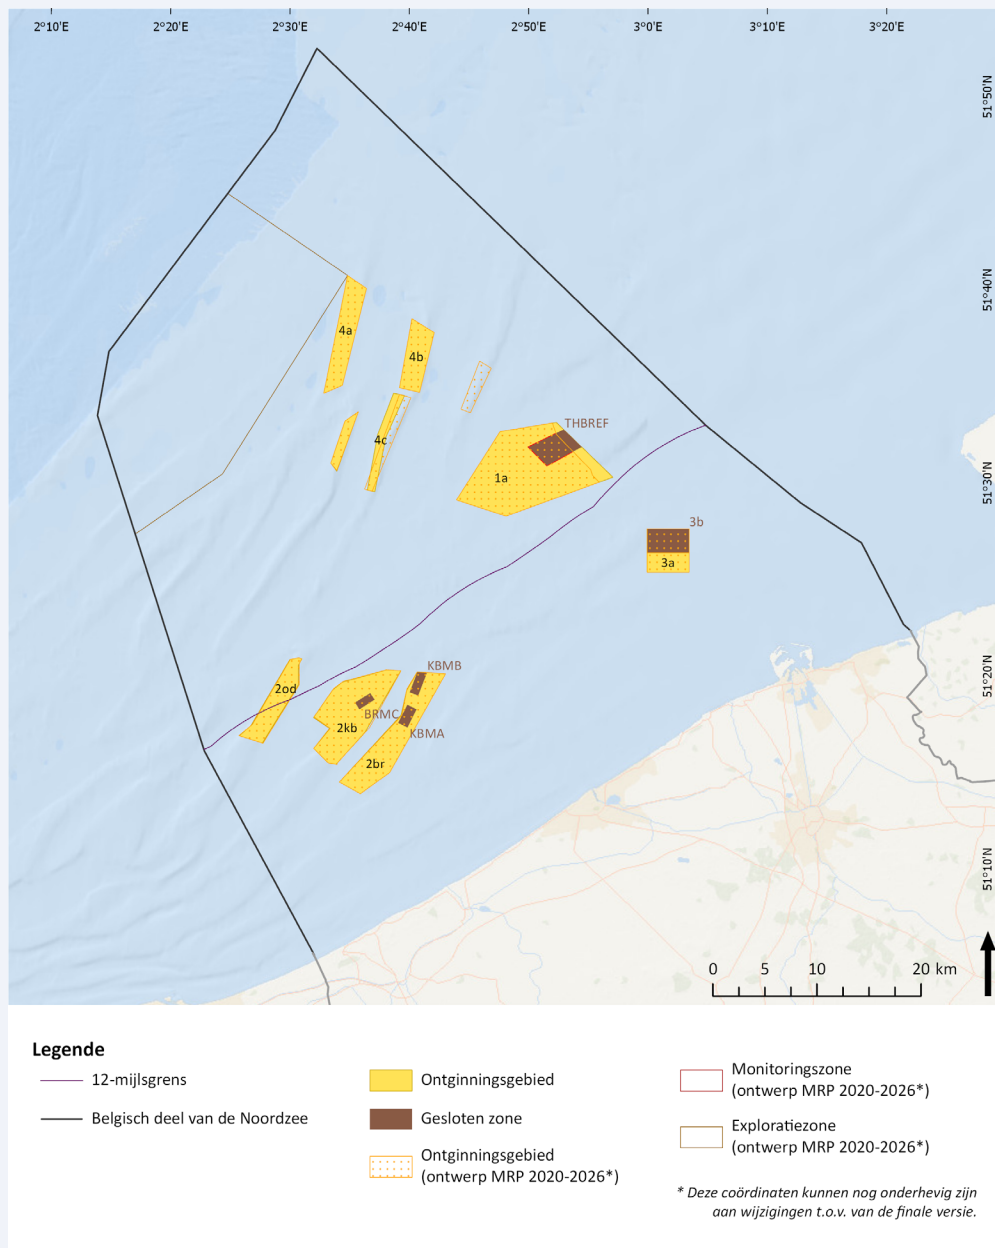 2°10'E 2°20'E 2°30'E 2°40'E 2°50'E 3°0'E 3°10'E 3°20'E
51°50'N
51°40'N
4a
4b
THBREF
4c
1a
51°30'N
3b
3a
KBMB
51°20'N
2od
BRMC
2kb
KBMA
2br
51°10'N
0 5 10 20 km
Legende
12-mijlsgrens
Belgisch deel van de Noordzee
Ontginningsgebied
Gesloten zone
Ontginningsgebied
(ontwerp MRP 2020-2026*)
Monitoringszone
(ontwerp MRP 2020-2026*)
Exploratiezone
(ontwerp MRP 2020-2026*)
* Deze coördinaten kunnen nog onderhevig zijn
aan wijzigingen t.o.v. van de finale versie.